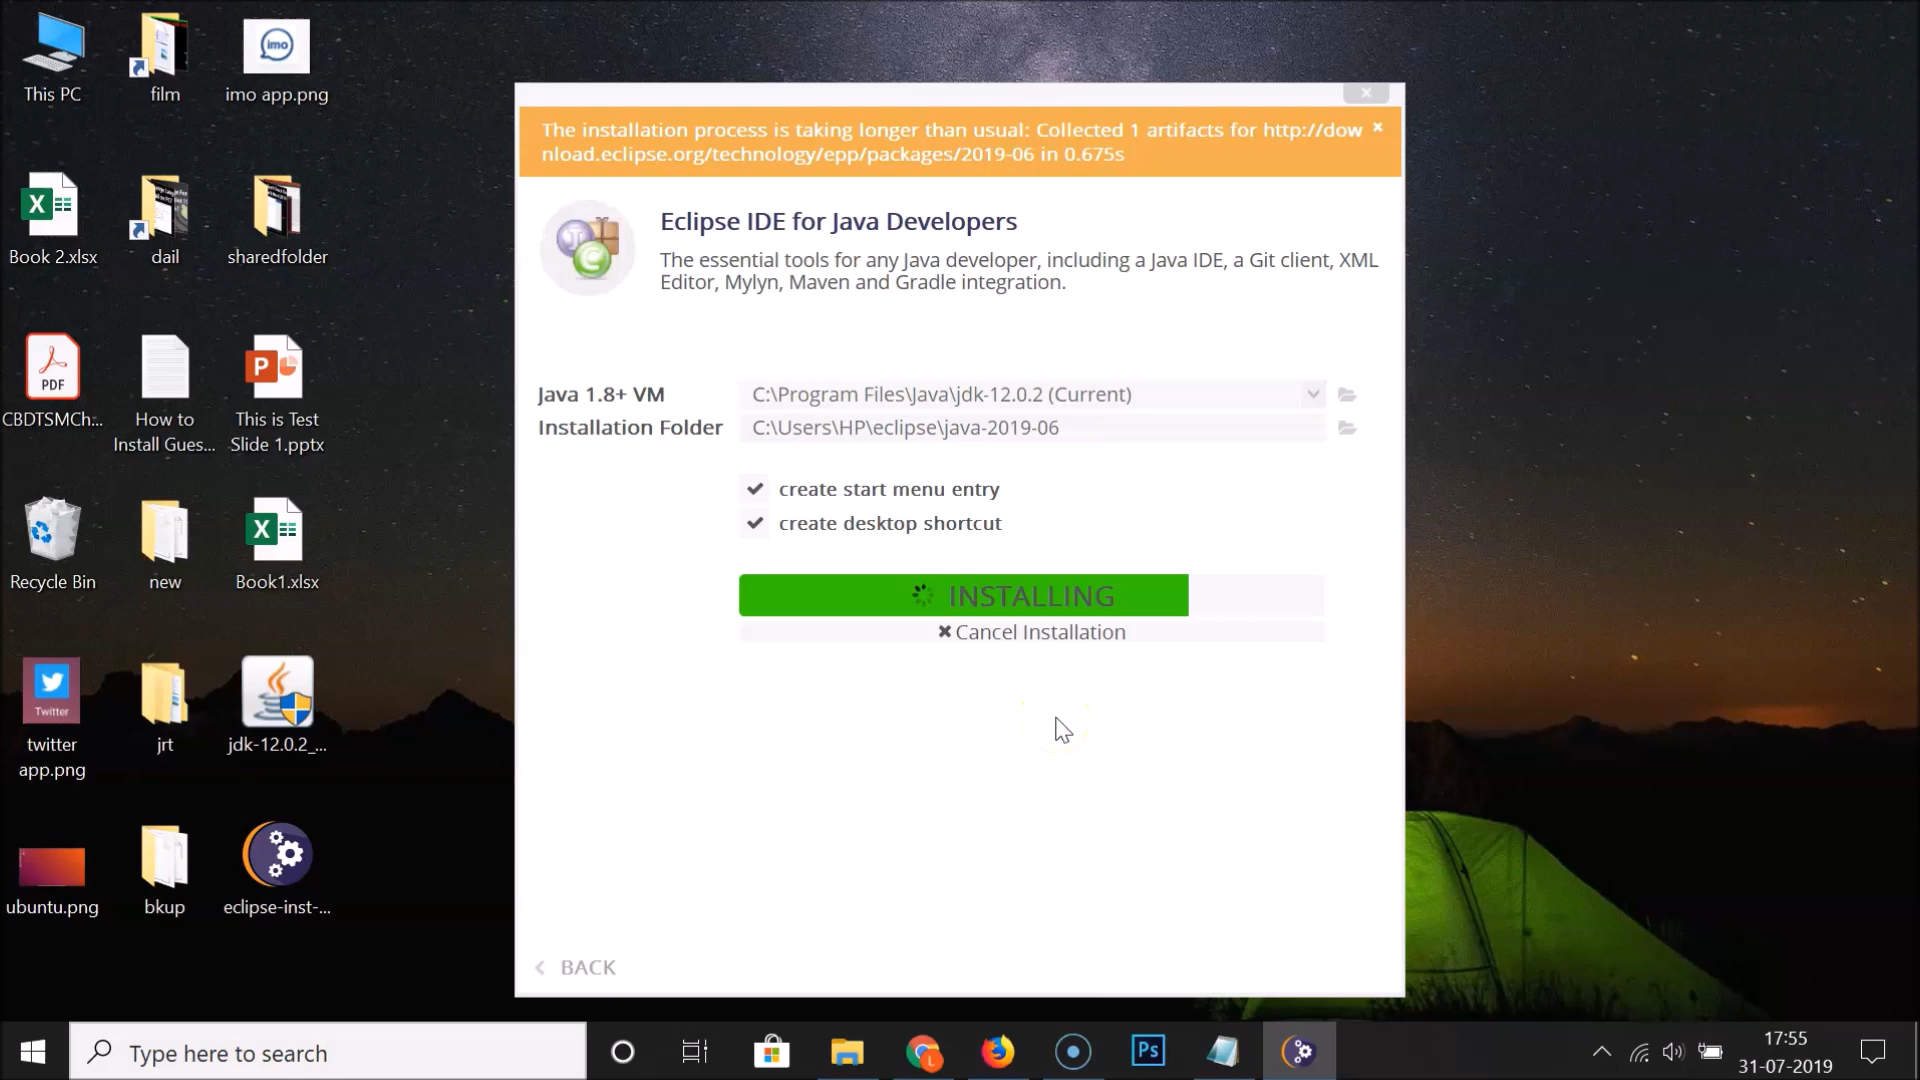 This PC
film
imo app.png
imo
Book 2.xlsx
dail
sharedfolder
PDF
CBDTSMCh...
How to
Install Gues...
P
This is Test
Slide 1.pptx
Recycle Bin
new
X
Book1.xlsx
Twitter
twitter
app.png
jrt
jdk-12.0.2_...
ubuntu.png
bkup
eclipse-inst-...
The installation process is taking longer than usual: Collected 1 artifacts for http://dow
nload.eclipse.org/technology/epp/packages/2019-06 in 0.675s
Eclipse IDE for Java Developers
The essential tools for any Java developer, including a Java IDE, a Git client, XML
Editor, Mylyn, Maven and Gradle integration.
Java 1.8+ VM
C:\Program Files\Java\jdk-12.0.2 (Current)
Installation Folder
C:\Users\HP\eclipse\java-2019-06
create start menu entry
create desktop shortcut
INSTALLING
Cancel Installation
BACK
Type here to search
L
Ps
17:55
31-07-2019